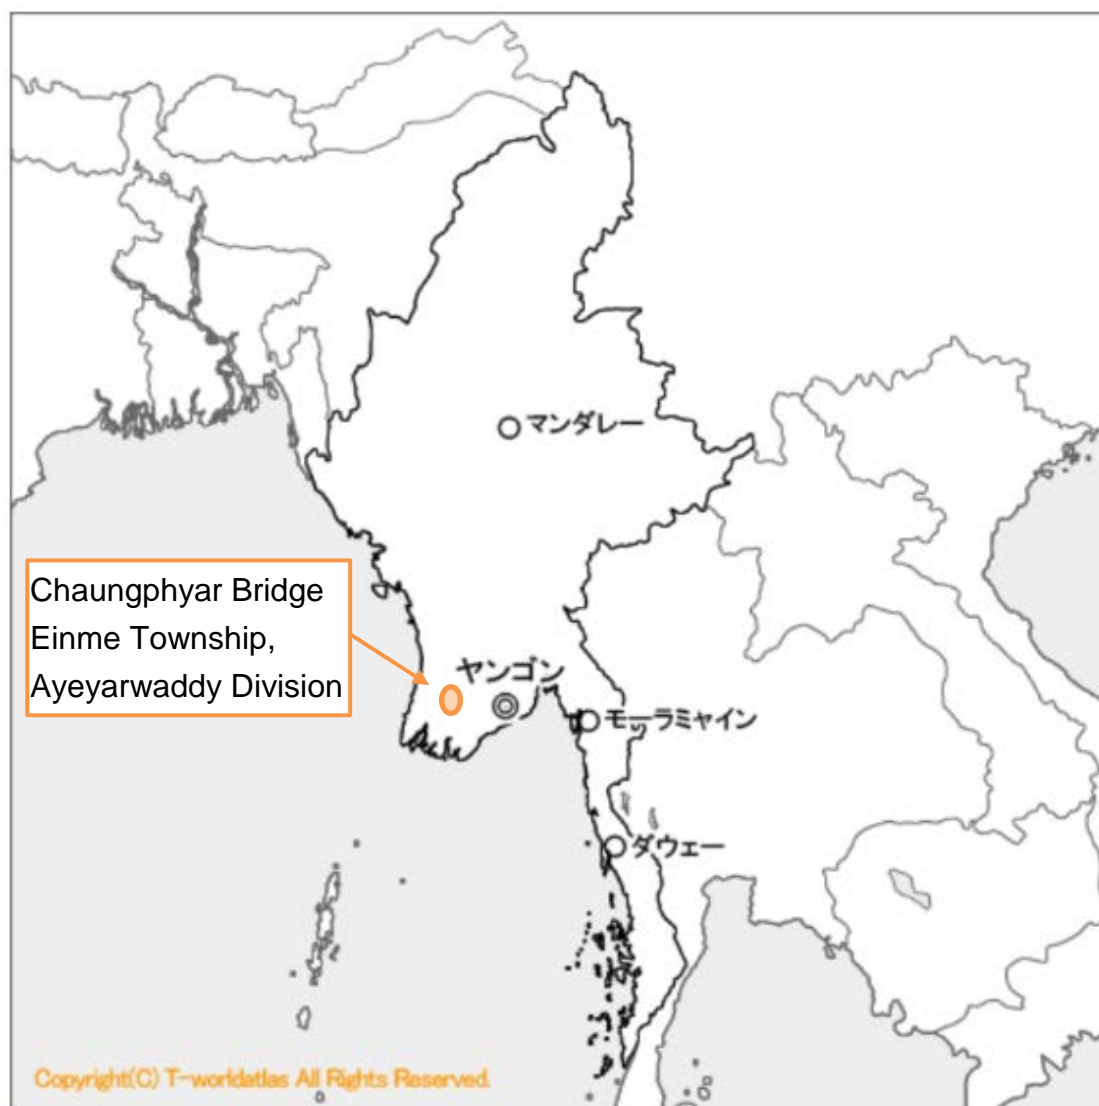 マンダレー
Chaungphyar Bridge
Einme Township,
Ayeyarwaddy Division
ヤンゴン
モーラミャイン
ダウェー
Copyright(C) T-worldatlas All Rights Reserved.